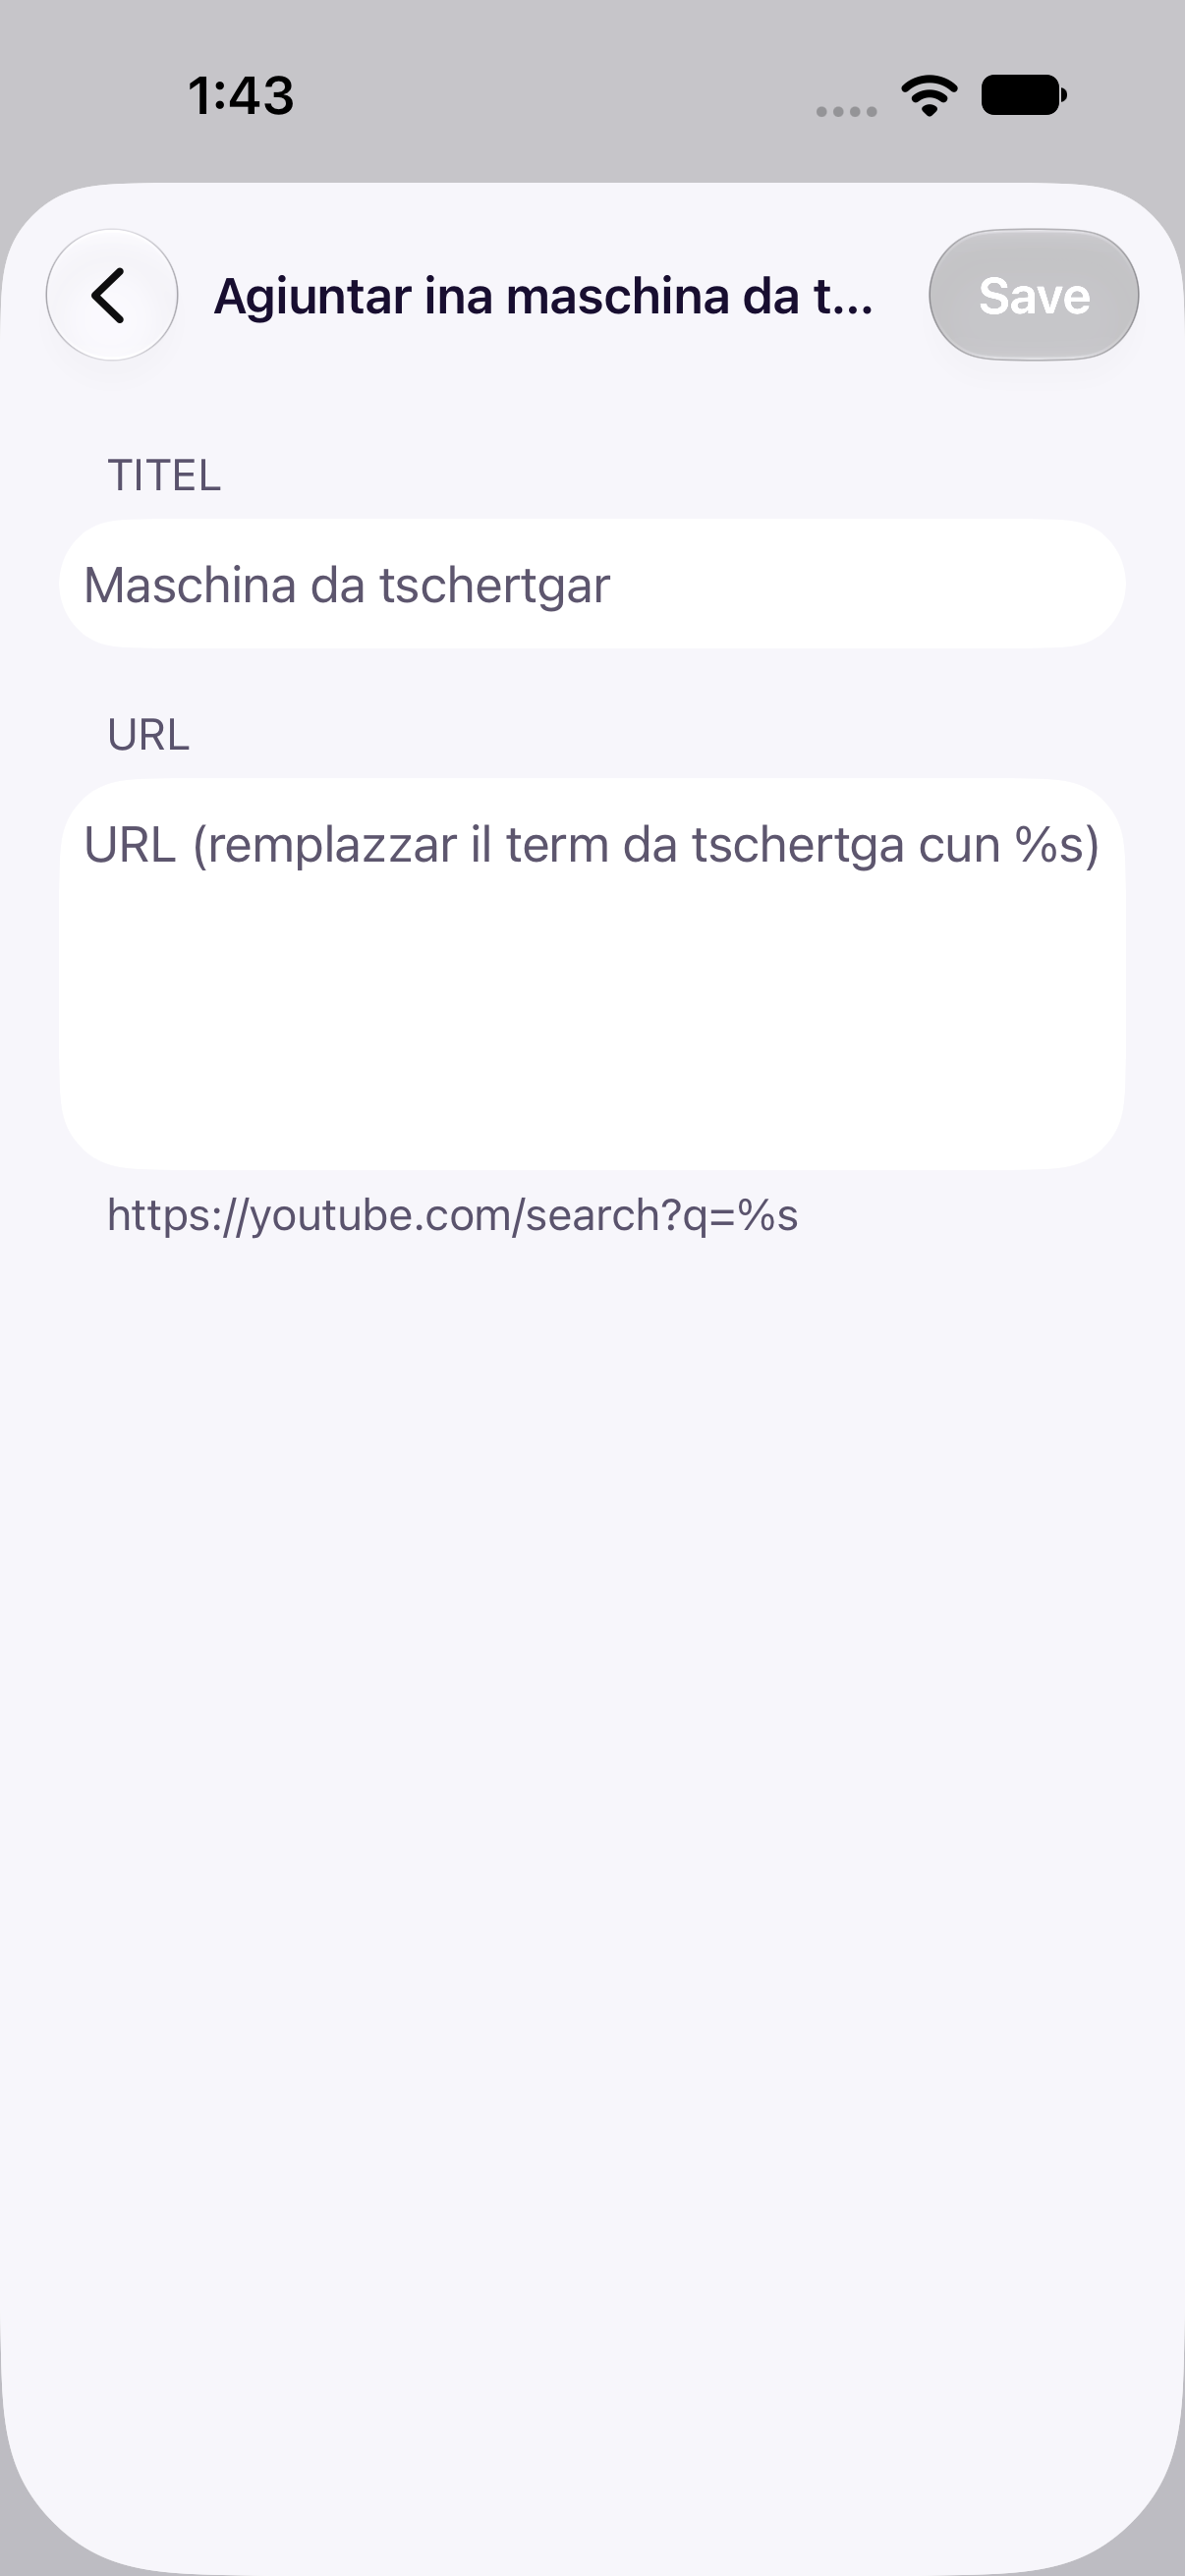 1:43
Agiuntar ina maschina da t...
Save
TITEL
Maschina da tschertgar
URL
URL (remplazzar il term da tschertga cun %s)
https://youtube.com/search?q=%s